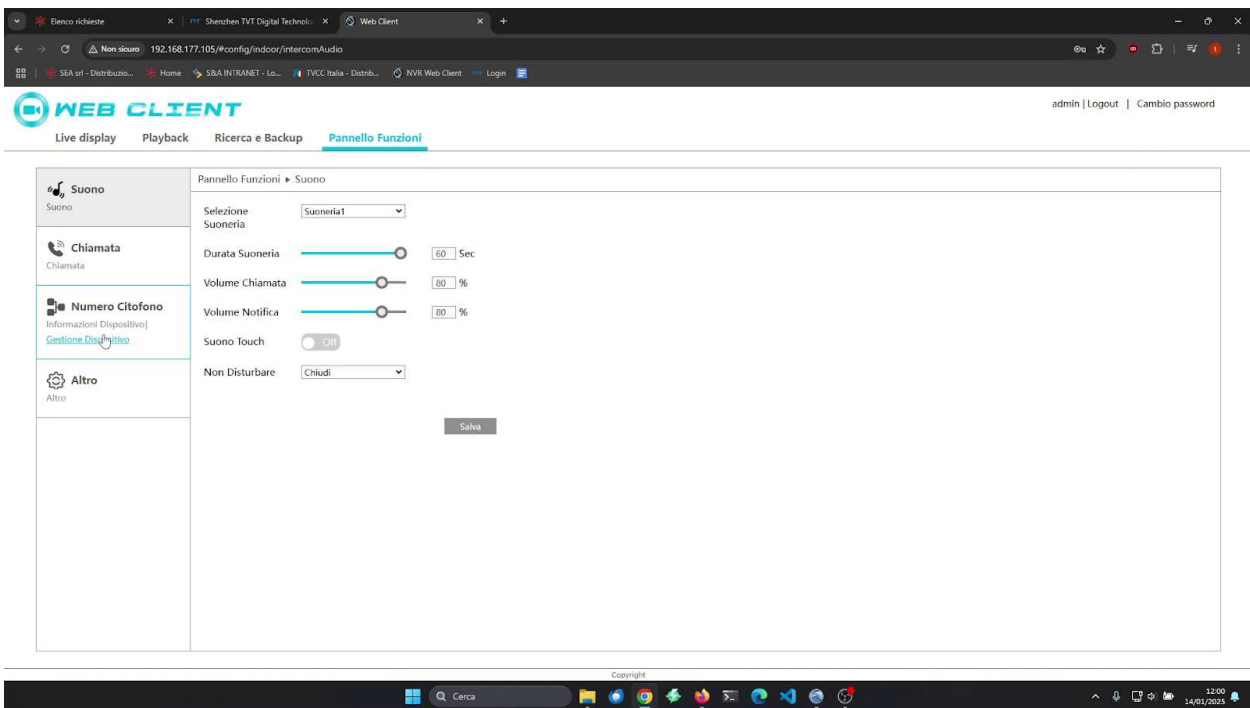 Elenco richieste
Shenzhen TVT Digital Technolo
Web Client
Non sicuro 192.168.177.105/#config/indoor/intercomAudio
SEA srl - Distribuzio... Home S&A INTRANET - Lo... TVCC Italia - Distrib... NVR Web Client Login
WEB CLIENT
admin | Logout | Cambio password
Live display Playback Ricerca e Backup Pannello Funzioni
Suono
Suono
Chiamata
Chiamata
Numero Citofono
Informazioni Dispositivo|
Gestione Dispositivo
Altro
Altro
Pannello Funzioni ▸ Suono
Selezione
Suoneria
Suoneria1
Durata Suoneria 60 Sec
Volume Chiamata 80 %
Volume Notifica 80 %
Suono Touch Off
Non Disturbare Chiudi
Salva
Copyright
Cerca
12:00
14/01/2025